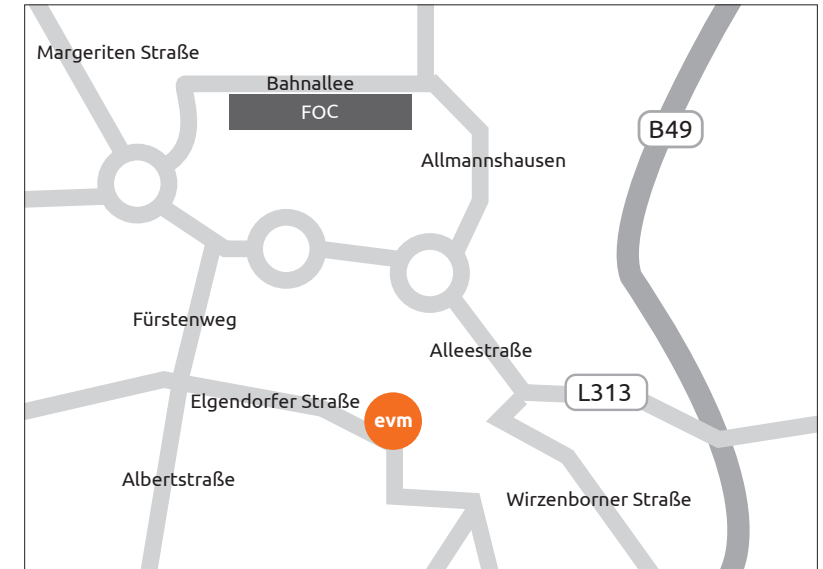 Margeriten Straße
Bahnallee
FOC
B49
Allmannshausen
Fürstenweg
Alleestraße
L313
Elgendorfer Straße
evm
Albertstraße
Wirzenborner Straße